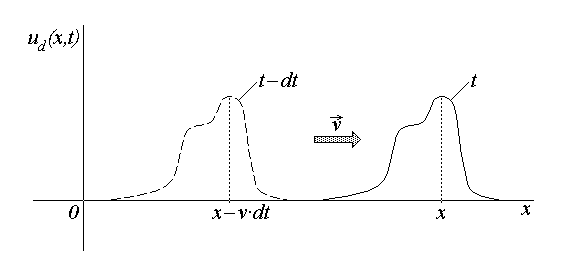 u_d(x,t)
t−dt
t
v⃗
0
x−v·dt
x
x